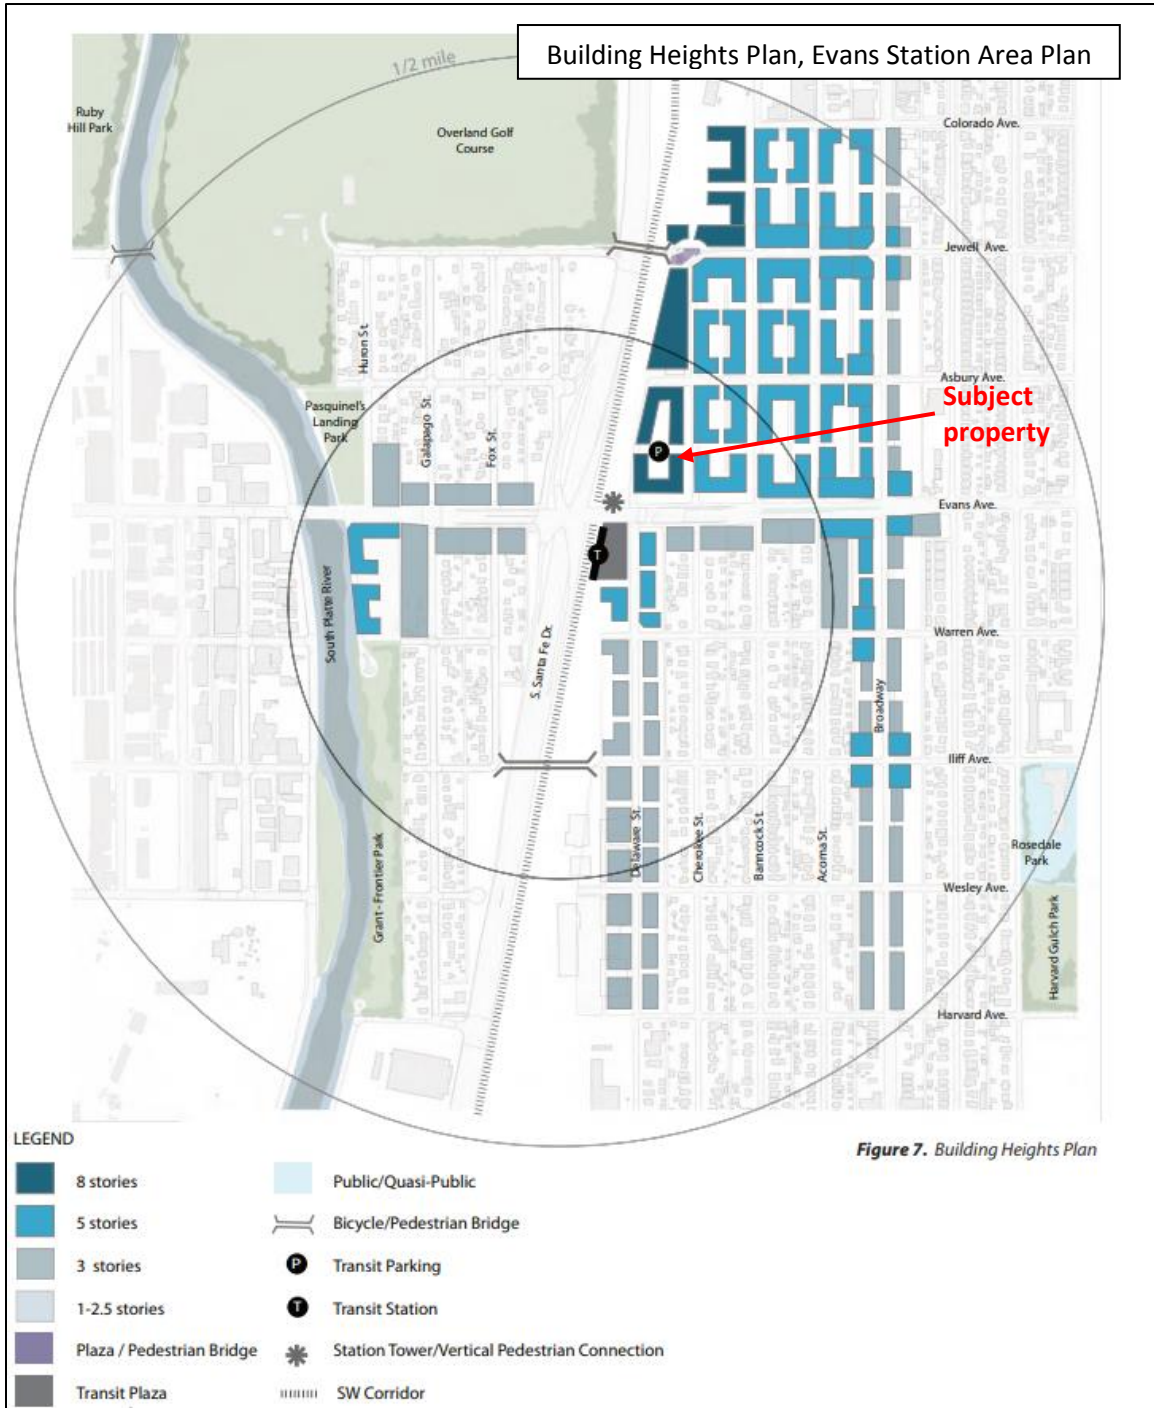 Building Heights Plan, Evans Station Area Plan
1/2 mile
Ruby
Hill Park
Overland Golf
Course
Colorado Ave.
Jewell Ave.
Huron St.
Asbury Ave.
Subject
property
Pasquinel's
Landing
Park
Galapago St.
Fox St.
P
Evans Ave.
T
South Platte River
S. Santa Fe Dr.
Warren Ave.
Broadway
Iliff Ave.
Delaware St.
Cherokee St.
Banncock St.
Acoma St.
Rosedale
Park
Grant - Frontier Park
Wesley Ave.
Harvard Gulch Park
Harvard Ave.
LEGEND
Figure 7. Building Heights Plan
8 stories
Public/Quasi-Public
5 stories
Bicycle/Pedestrian Bridge
3 stories
P
Transit Parking
1-2.5 stories
T
Transit Station
Plaza / Pedestrian Bridge
Station Tower/Vertical Pedestrian Connection
Transit Plaza
SW Corridor